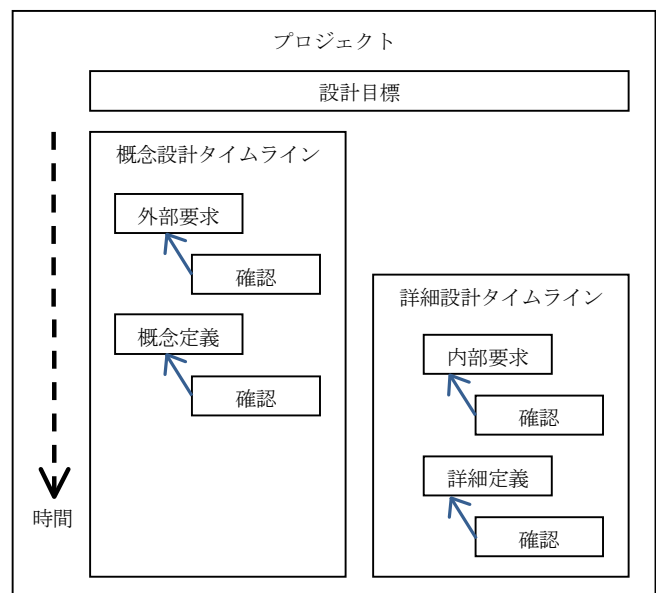 プロジェクト
設計目標
概念設計タイムライン
外部要求
確認
概念定義
確認
詳細設計タイムライン
内部要求
確認
詳細定義
確認
時間